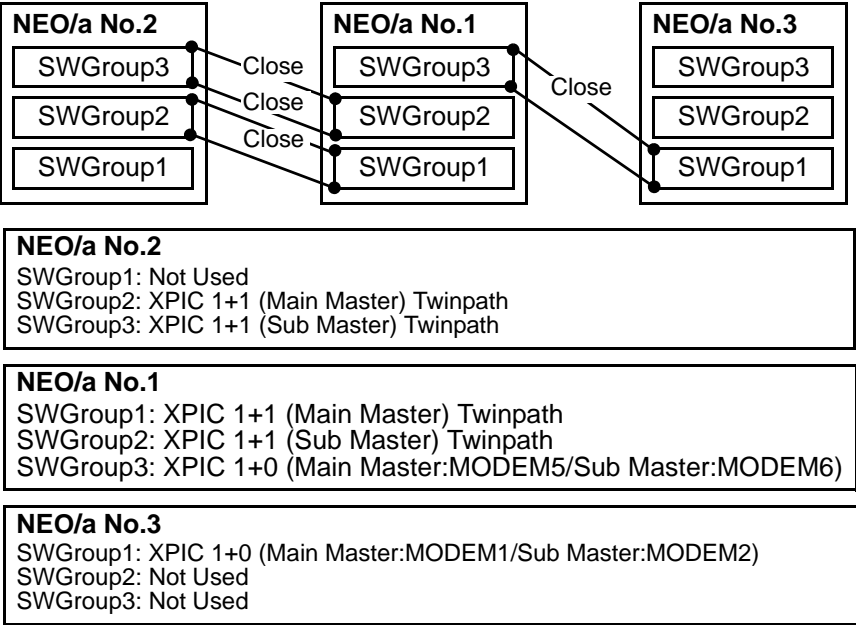 NEO/a No.2
SWGroup3
SWGroup2
SWGroup1
Close
Close
Close
NEO/a No.1
SWGroup3
SWGroup2
SWGroup1
Close
NEO/a No.3
SWGroup3
SWGroup2
SWGroup1
NEO/a No.2
SWGroup1: Not Used
SWGroup2: XPIC 1+1 (Main Master) Twinpath
SWGroup3: XPIC 1+1 (Sub Master) Twinpath
NEO/a No.1
SWGroup1: XPIC 1+1 (Main Master) Twinpath
SWGroup2: XPIC 1+1 (Sub Master) Twinpath
SWGroup3: XPIC 1+0 (Main Master:MODEM5/Sub Master:MODEM6)
NEO/a No.3
SWGroup1: XPIC 1+0 (Main Master:MODEM1/Sub Master:MODEM2)
SWGroup2: Not Used
SWGroup3: Not Used